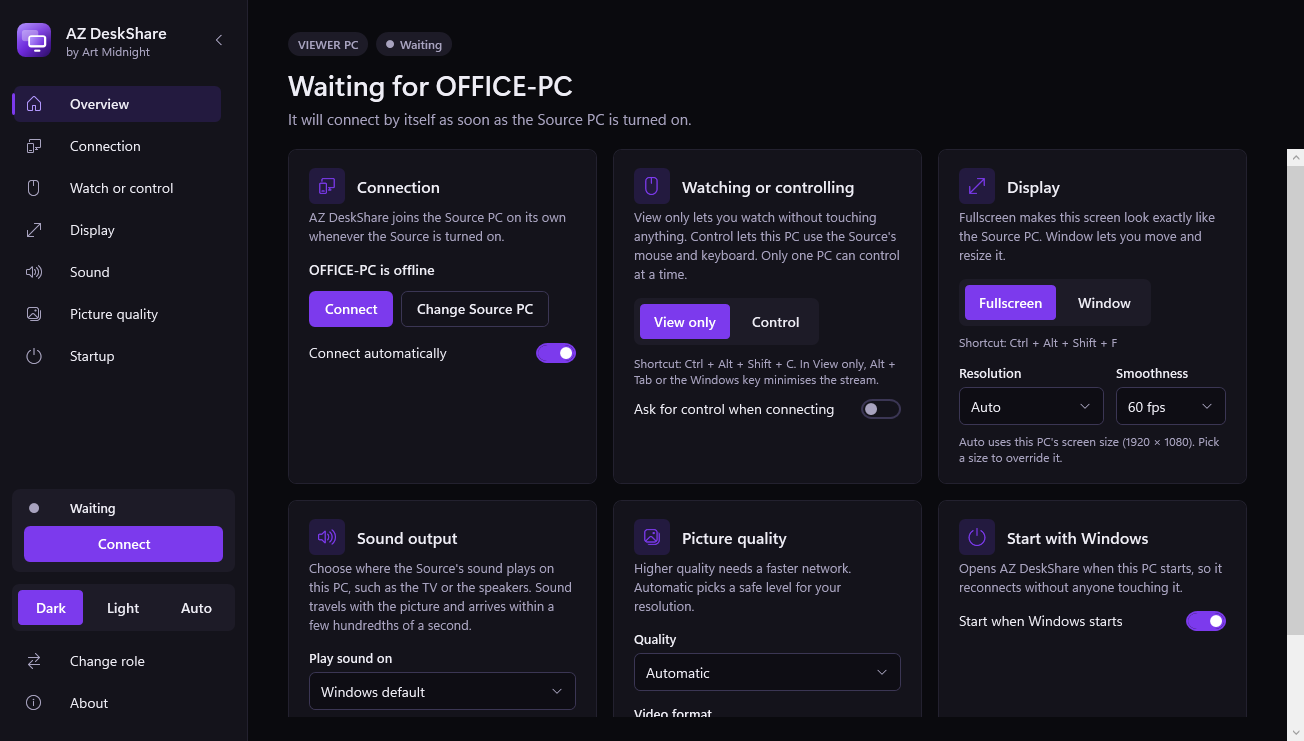 AZ DeskShare
by Art Midnight
Overview
Connection
Watch or control
Display
Sound
Picture quality
Startup
Waiting
Connect
Dark Light Auto
Change role
About
VIEWER PC Waiting
Waiting for OFFICE-PC
It will connect by itself as soon as the Source PC is turned on.
Connection
AZ DeskShare joins the Source PC on its own
whenever the Source is turned on.
OFFICE-PC is offline
Connect Change Source PC
Connect automatically
Watching or controlling
View only lets you watch without touching
anything. Control lets this PC use the Source's
mouse and keyboard. Only one PC can control
at a time.
View only Control
Shortcut: Ctrl + Alt + Shift + C. In View only, Alt +
Tab or the Windows key minimises the stream.
Ask for control when connecting
Display
Fullscreen makes this screen look exactly like
the Source PC. Window lets you move and
resize it.
Fullscreen Window
Shortcut: Ctrl + Alt + Shift + F
Resolution Smoothness
Auto 60 fps
Auto uses this PC's screen size (1920 × 1080). Pick
a size to override it.
Sound output
Choose where the Source's sound plays on
this PC, such as the TV or the speakers. Sound
travels with the picture and arrives within a
few hundredths of a second.
Play sound on
Windows default
Picture quality
Higher quality needs a faster network.
Automatic picks a safe level for your
resolution.
Quality
Automatic
Video format
Start with Windows
Opens AZ DeskShare when this PC starts, so it
reconnects without anyone touching it.
Start when Windows starts